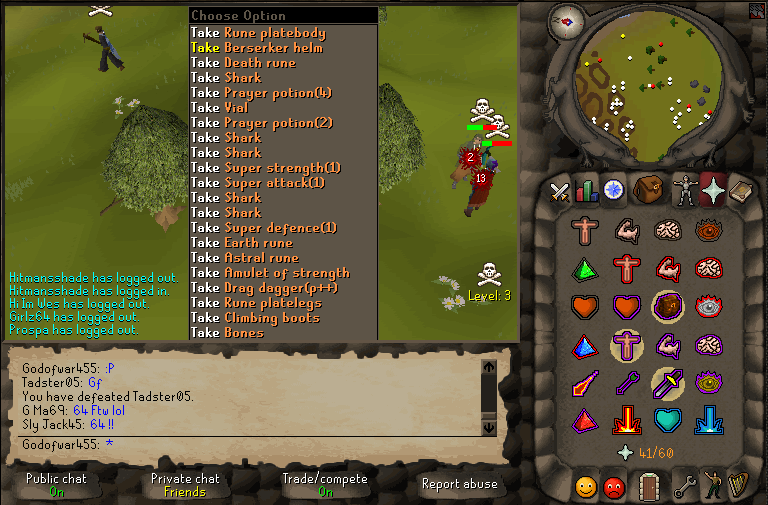 Choose Option
Take Rune platebody
Take Berserker helm
Take Death rune
Take Shark
Take Prayer potion(4)
Take Vial
Take Prayer potion(2)
Take Shark
Take Shark
Take Super strength(1)
Take Super attack(1)
Take Shark
Take Shark
Take Super defence(1)
Take Earth rune
Take Astral rune
Take Amulet of strength
Take Drag dagger(p++)
Take Rune platelegs
Take Climbing boots
Take Bones
2
13
Level: 3
Hitmansshade has logged out.
Hitmansshade has logged in.
Hi Im Wes has logged out.
Girlz64 has logged out.
Prospa has logged out.
Godofwar455: :P
Tadster05: Gf
You have defeated Tadster05.
G Ma69: 64 Ftw lol
Sly Jack45: 64 !!
Godofwar455: *
41/60
Public chat
On
Private chat
Friends
Trade/compete
On
Report abuse